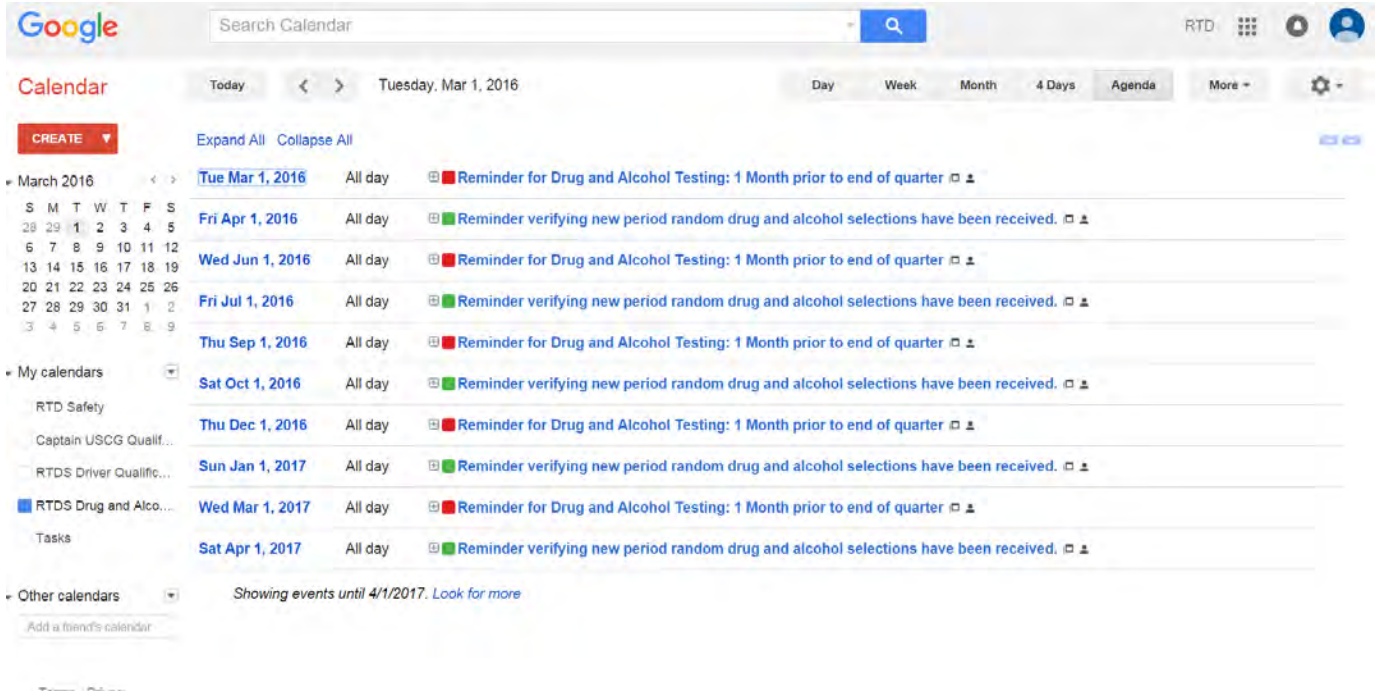 Google Search Calendar RTD
Calendar Today < > Tuesday, Mar 1, 2016 Day Week Month 4 Days Agenda More
CREATE Expand All Collapse All
March 2016 < >
S M T W T F S
28 29 1 2 3 4 5
6 7 8 9 10 11 12
13 14 15 16 17 18 19
20 21 22 23 24 25 26
27 28 29 30 31 1 2
3 4 5 6 7 8 9
My calendars
RTD Safety
Captain USCG Qualif...
RTDS Driver Qualific...
RTDS Drug and Alco...
Tasks
Other calendars
Add a friend's calendar
Tue Mar 1, 2016 All day Reminder for Drug and Alcohol Testing: 1 Month prior to end of quarter
Fri Apr 1, 2016 All day Reminder verifying new period random drug and alcohol selections have been received.
Wed Jun 1, 2016 All day Reminder for Drug and Alcohol Testing: 1 Month prior to end of quarter
Fri Jul 1, 2016 All day Reminder verifying new period random drug and alcohol selections have been received.
Thu Sep 1, 2016 All day Reminder for Drug and Alcohol Testing: 1 Month prior to end of quarter
Sat Oct 1, 2016 All day Reminder verifying new period random drug and alcohol selections have been received.
Thu Dec 1, 2016 All day Reminder for Drug and Alcohol Testing: 1 Month prior to end of quarter
Sun Jan 1, 2017 All day Reminder verifying new period random drug and alcohol selections have been received.
Wed Mar 1, 2017 All day Reminder for Drug and Alcohol Testing: 1 Month prior to end of quarter
Sat Apr 1, 2017 All day Reminder verifying new period random drug and alcohol selections have been received.
Showing events until 4/1/2017. Look for more